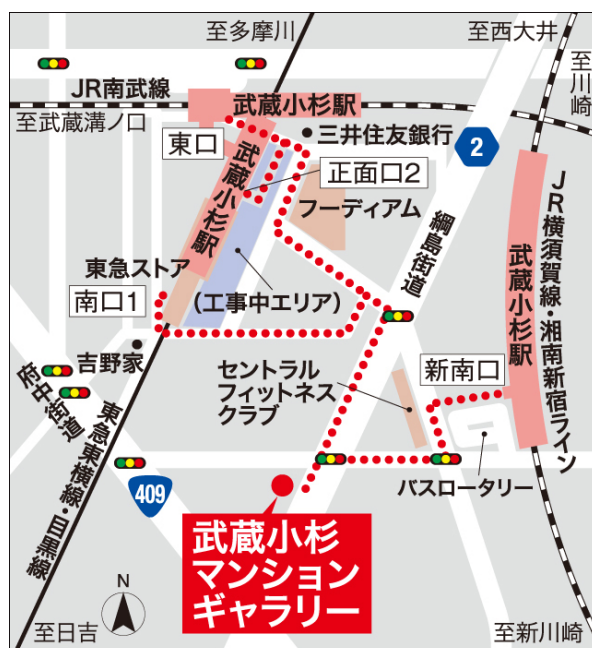 至多摩川
至西大井
至川崎
JR南武線
武蔵小杉駅
至武蔵溝ノ口
東口
三井住友銀行
2
武蔵小杉駅
正面口2
フーディアム
綱島街道
JR横須賀線・湘南新宿ライン
武蔵小杉駅
東急ストア
(工事中エリア)
南口1
吉野家
セントラル
フィットネス
クラブ
新南口
府中街道
東急東横線・目黒線
バスロータリー
409
武蔵小杉
マンション
ギャラリー
N
至日吉
至新川崎